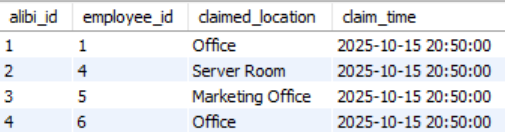 alibi_id employee_id claimed_location claim_time
1 1 Office 2025-10-15 20:50:00
2 4 Server Room 2025-10-15 20:50:00
3 5 Marketing Office 2025-10-15 20:50:00
4 6 Office 2025-10-15 20:50:00